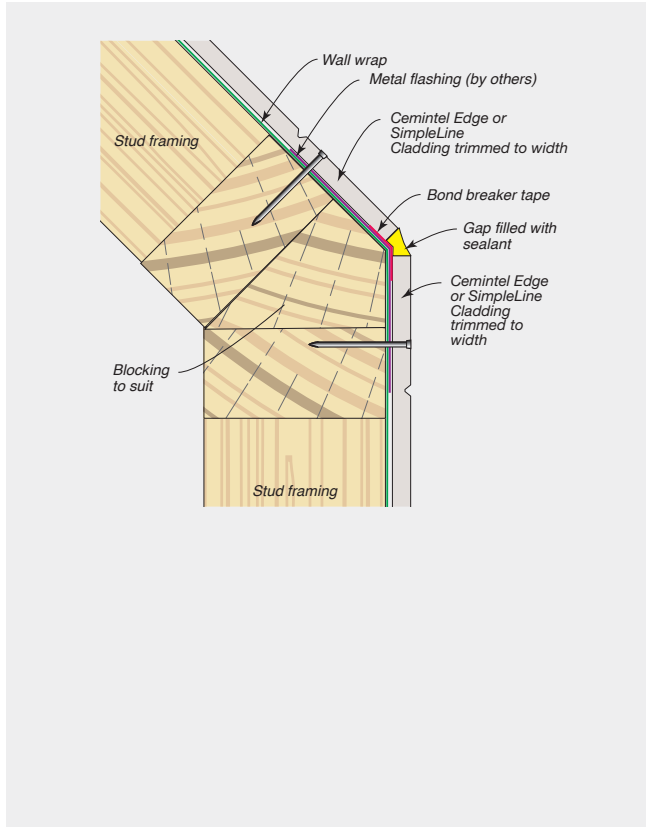 Wall wrap
Metal flashing (by others)
Stud framing
Cemintel Edge or
SimpleLine
Cladding trimmed to width
Bond breaker tape
Gap filled with
sealant
Cemintel Edge
or SimpleLine
Cladding
trimmed to
width
Blocking
to suit
Stud framing